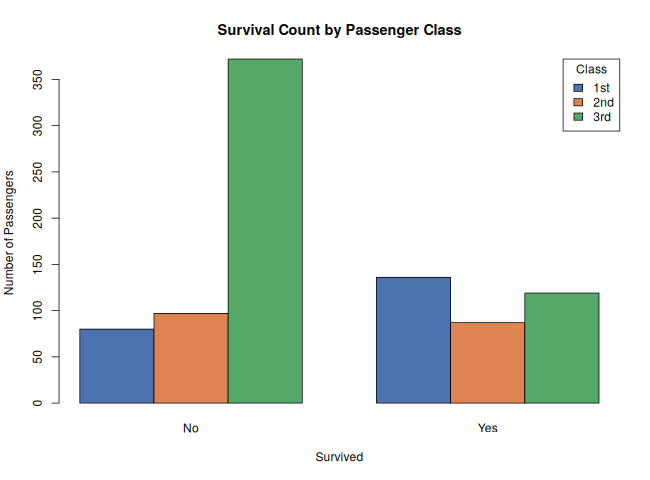 Survival Count by Passenger Class
Class
1st
2nd
3rd
Number of Passengers
350
300
250
200
150
100
50
0
No
Yes
Survived